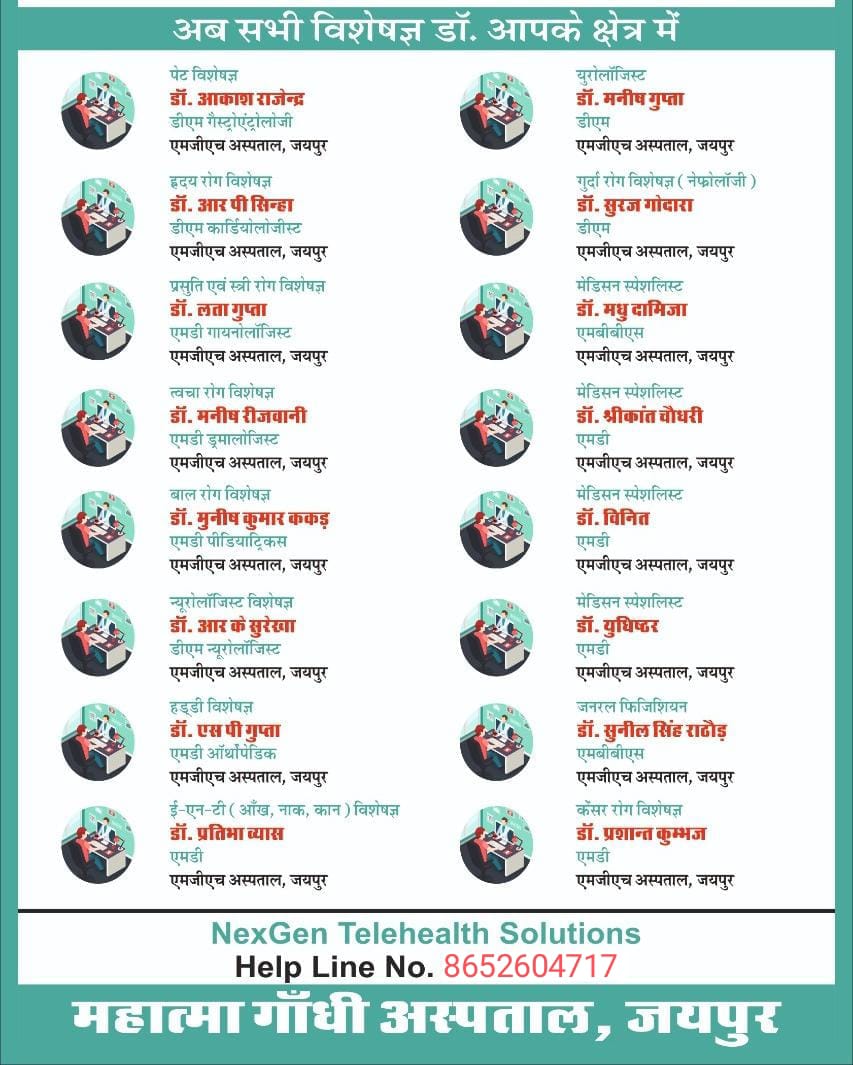 अब सभी विशेषज्ञ डॉ. आपके क्षेत्र में
पेट विशेषज्ञ
डॉ. आकाश राजेन्द्र
डीएम गैस्ट्रोएंट्रोलोजी
एमजीएच अस्पताल, जयपुर
हृदय रोग विशेषज्ञ
डॉ. आर पी सिन्हा
डीएम कार्डियोलोजीस्ट
एमजीएच अस्पताल, जयपुर
प्रसुति एवं स्त्री रोग विशेषज्ञ
डॉ. लता गुप्ता
एमडी गायनोलॉजिस्ट
एमजीएच अस्पताल, जयपुर
त्वचा रोग विशेषज्ञ
डॉ. मनीष रीजवानी
एमडी ड्रमालोजिस्ट
एमजीएच अस्पताल, जयपुर
बाल रोग विशेषज्ञ
डॉ. मुनीष कुमार ककड़
एमडी पीडियाट्रिकस
एमजीएच अस्पताल, जयपुर
न्यूरोलॉजिस्ट विशेषज्ञ
डॉ. आर के सुरेखा
डीएम न्यूरोलॉजिस्ट
एमजीएच अस्पताल, जयपुर
हड्डी विशेषज्ञ
डॉ. एस पी गुप्ता
एमडी ऑर्थोंपेडिक
एमजीएच अस्पताल, जयपुर
ई-एन-टी ( आँख, नाक, कान ) विशेषज्ञ
डॉ. प्रतिभा व्यास
एमडी
एमजीएच अस्पताल, जयपुर
युरोलॉजिस्ट
डॉ. मनीष गुप्ता
डीएम
एमजीएच अस्पताल, जयपुर
गुर्दा रोग विशेषज्ञ ( नेफ्रोलॉजी )
डॉ. सुरज गोदारा
डीएम
एमजीएच अस्पताल, जयपुर
मेडिसन स्पेशलिस्ट
डॉ. मधु दामिजा
एमबीबीएस
एमजीएच अस्पताल, जयपुर
मेडिसन स्पेशलिस्ट
डॉ. श्रीकांत चौधरी
एमडी
एमजीएच अस्पताल, जयपुर
मेडिसन स्पेशलिस्ट
डॉ. विनित
एमडी
एमजीएच अस्पताल, जयपुर
मेडिसन स्पेशलिस्ट
डॉ. युधिष्टर
एमडी
एमजीएच अस्पताल, जयपुर
जनरल फिजिशियन
डॉ. सुनील सिंह राठौड़
एमबीबीएस
एमजीएच अस्पताल, जयपुर
केंसर रोग विशेषज्ञ
डॉ. प्रशान्त कुम्भज
एमडी
एमजीएच अस्पताल, जयपुर
NexGen Telehealth Solutions
Help Line No. 8652604717
महात्मा गाँधी अस्पताल, जयपुर